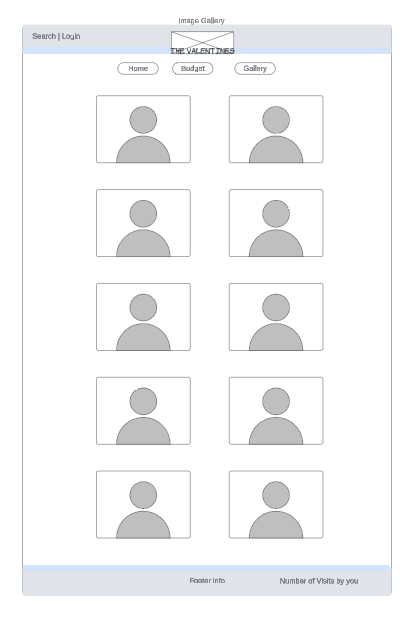 Image Gallery
Search | Login
THE VALENTINES
Home Budget Gallery
Footer Info Number of Visits by you